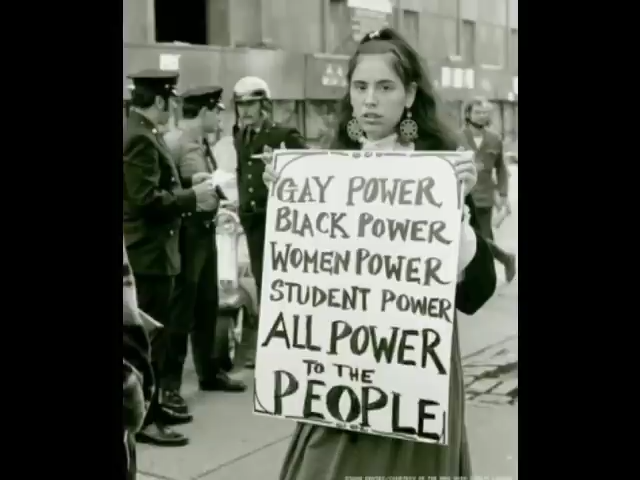 GAY POWER
BLACK POWER
WOMEN POWER
STUDENT POWER
ALL POWER
TO THE
PEOPLE